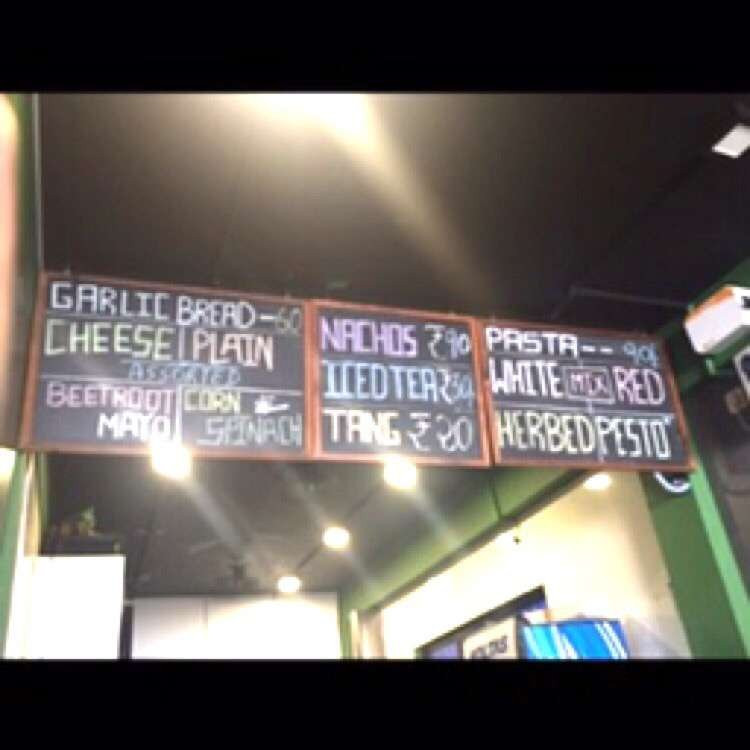 GARLIC BREAD - 60
CHEESE | PLAIN
ASSORTED
BEETROOT | CORN
MAYO | SPINACH
NACHOS ₹90
ICED TEA ₹30
TANG ₹20
PASTA -- 90
WHITE MIX RED
HERBED | PESTO